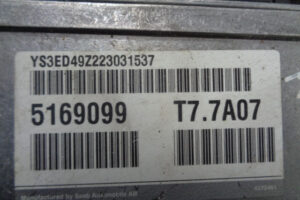 YS3ED49Z223031537
5169099 T7.7A07
Manufactured by Saab Automobile AB